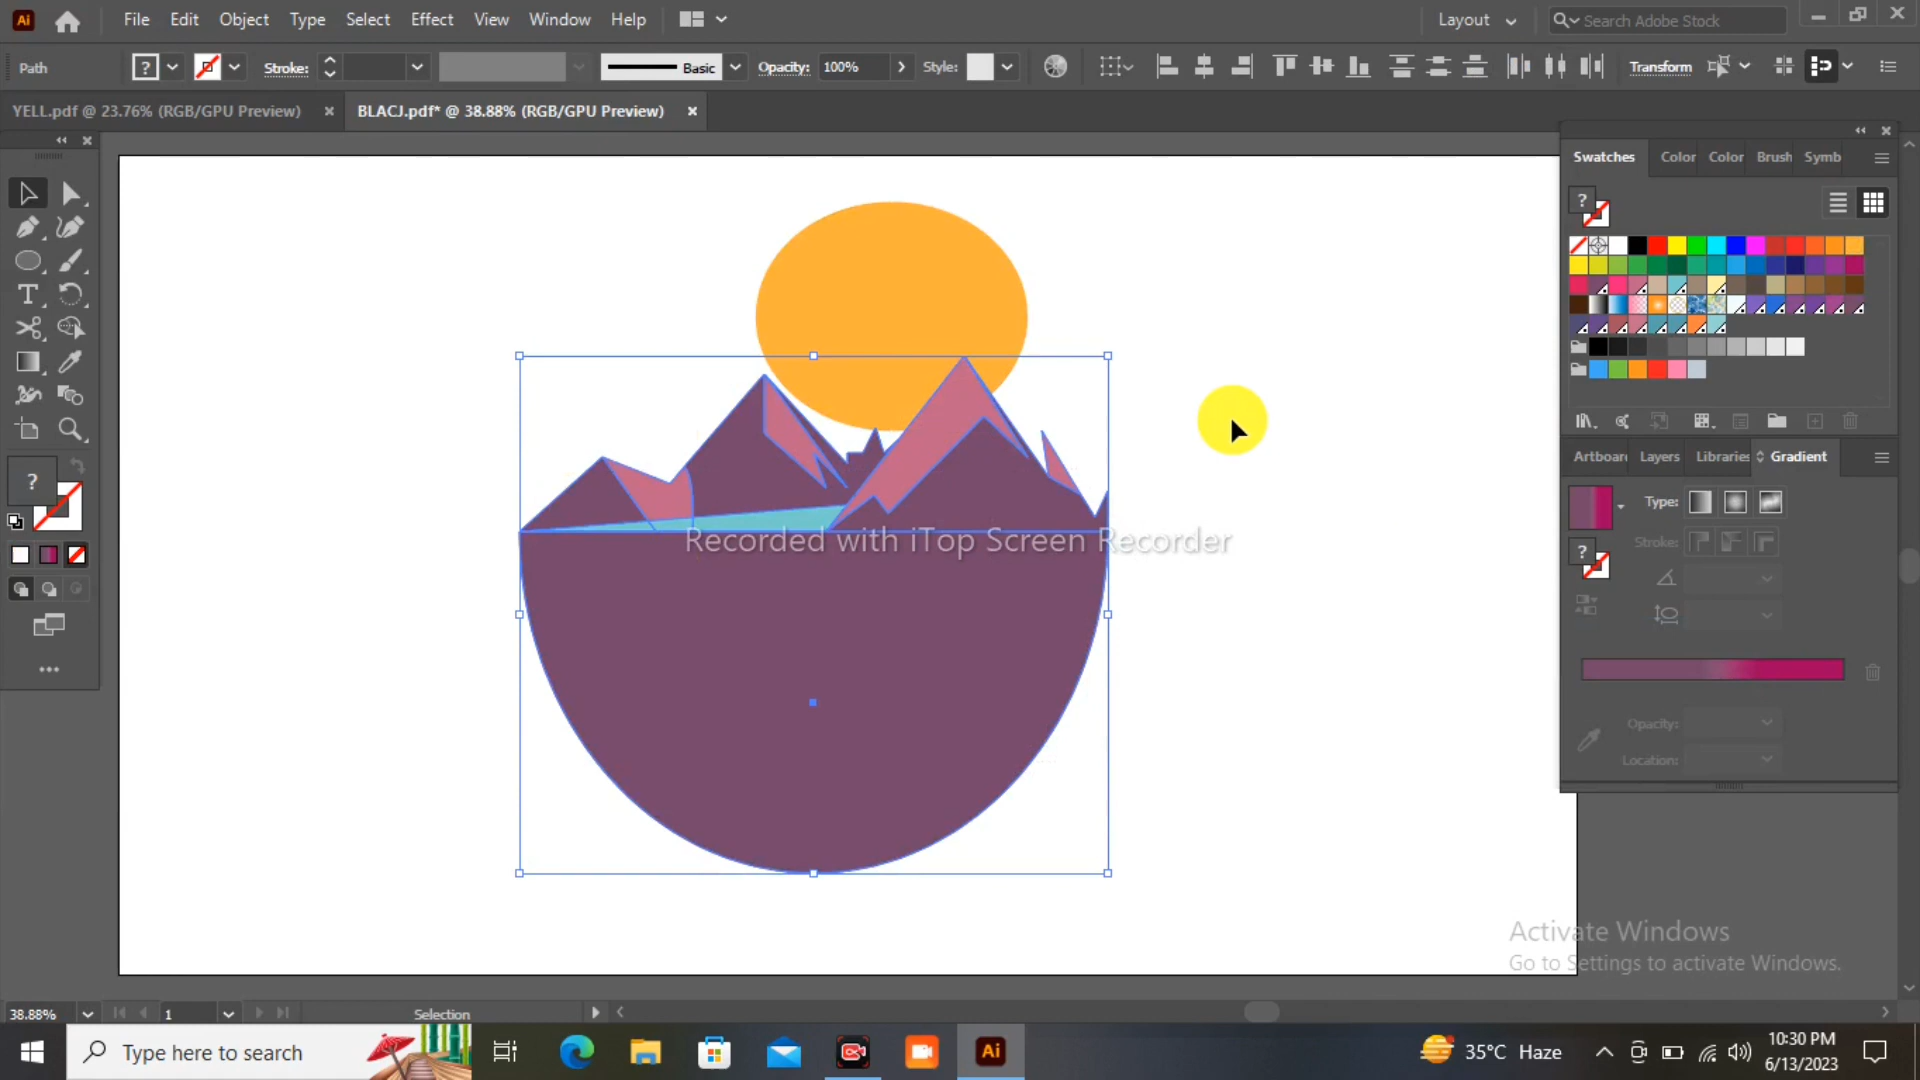 Ai File Edit Object Type Select Effect View Window Help Layout Search Adobe Stock
Path ? Stroke: Basic Opacity: 100% Style: Transform
YELL.pdf @ 23.76% (RGB/GPU Preview) × BLACJ.pdf* @ 38.88% (RGB/GPU Preview) ×
Swatches Color Color Brush Symb
?
Artboar Layers Libraries Gradient
Type:
Stroke:
?
?
Recorded with iTop Screen Recorder
Opacity:
Location:
Activate Windows
Go to Settings to activate Windows.
38.88% 1 Selection
Type here to search Ai 35°C Haze 10:30 PM
6/13/2023